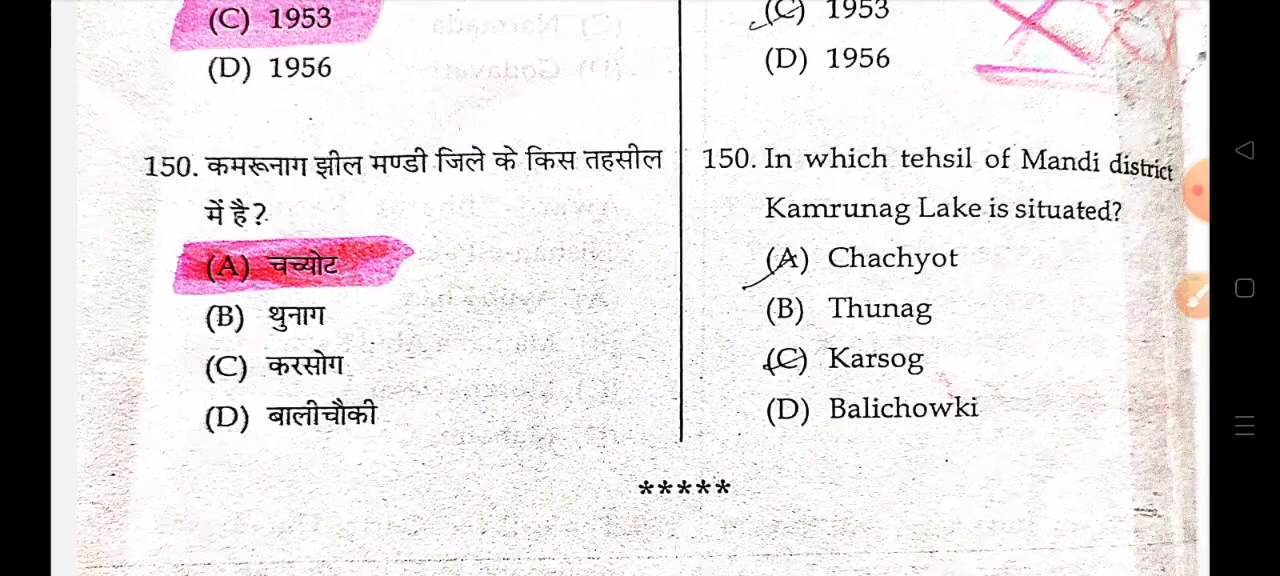 (C) 1953
(D) 1956
150. कमरूनाग झील मण्डी जिले के किस तहसील
में है?
(A) चच्योट
(B) थुनाग
(C) करसोग
(D) बालीचौकी
(C) 1953
(D) 1956
150. In which tehsil of Mandi district
Kamrunag Lake is situated?
(A) Chachyot
(B) Thunag
(C) Karsog
(D) Balichowki
*****